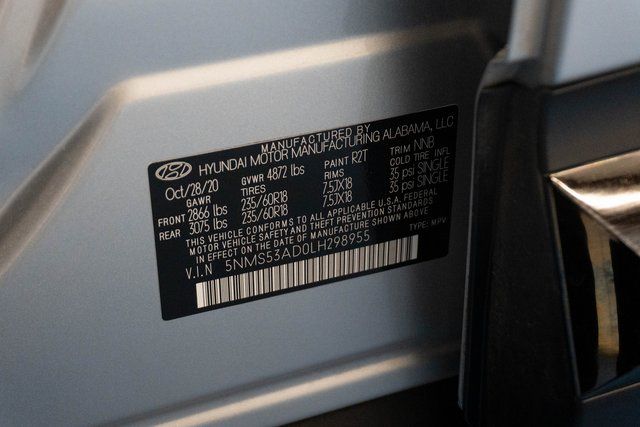 MANUFACTURED BY
HYUNDAI MOTOR MANUFACTURING ALABAMA, LLC
Oct/28/20 GVWR 4872 lbs PAINT R2T TRIM NNB
GAWR TIRES RIMS COLD TIRE INFL
FRONT 2866 lbs 235/60R18 7.5JX18 35 psi SINGLE
REAR 3075 lbs 235/60R18 7.5JX18 35 psi SINGLE
THIS VEHICLE CONFORMS TO ALL APPLICABLE U.S.A. FEDERAL
MOTOR VEHICLE SAFETY AND THEFT PREVENTION STANDARDS
IN EFFECT ON THE DATE OF MANUFACTURE SHOWN ABOVE.
V.I.N 5NMS53AD0LH298955 TYPE: MPV